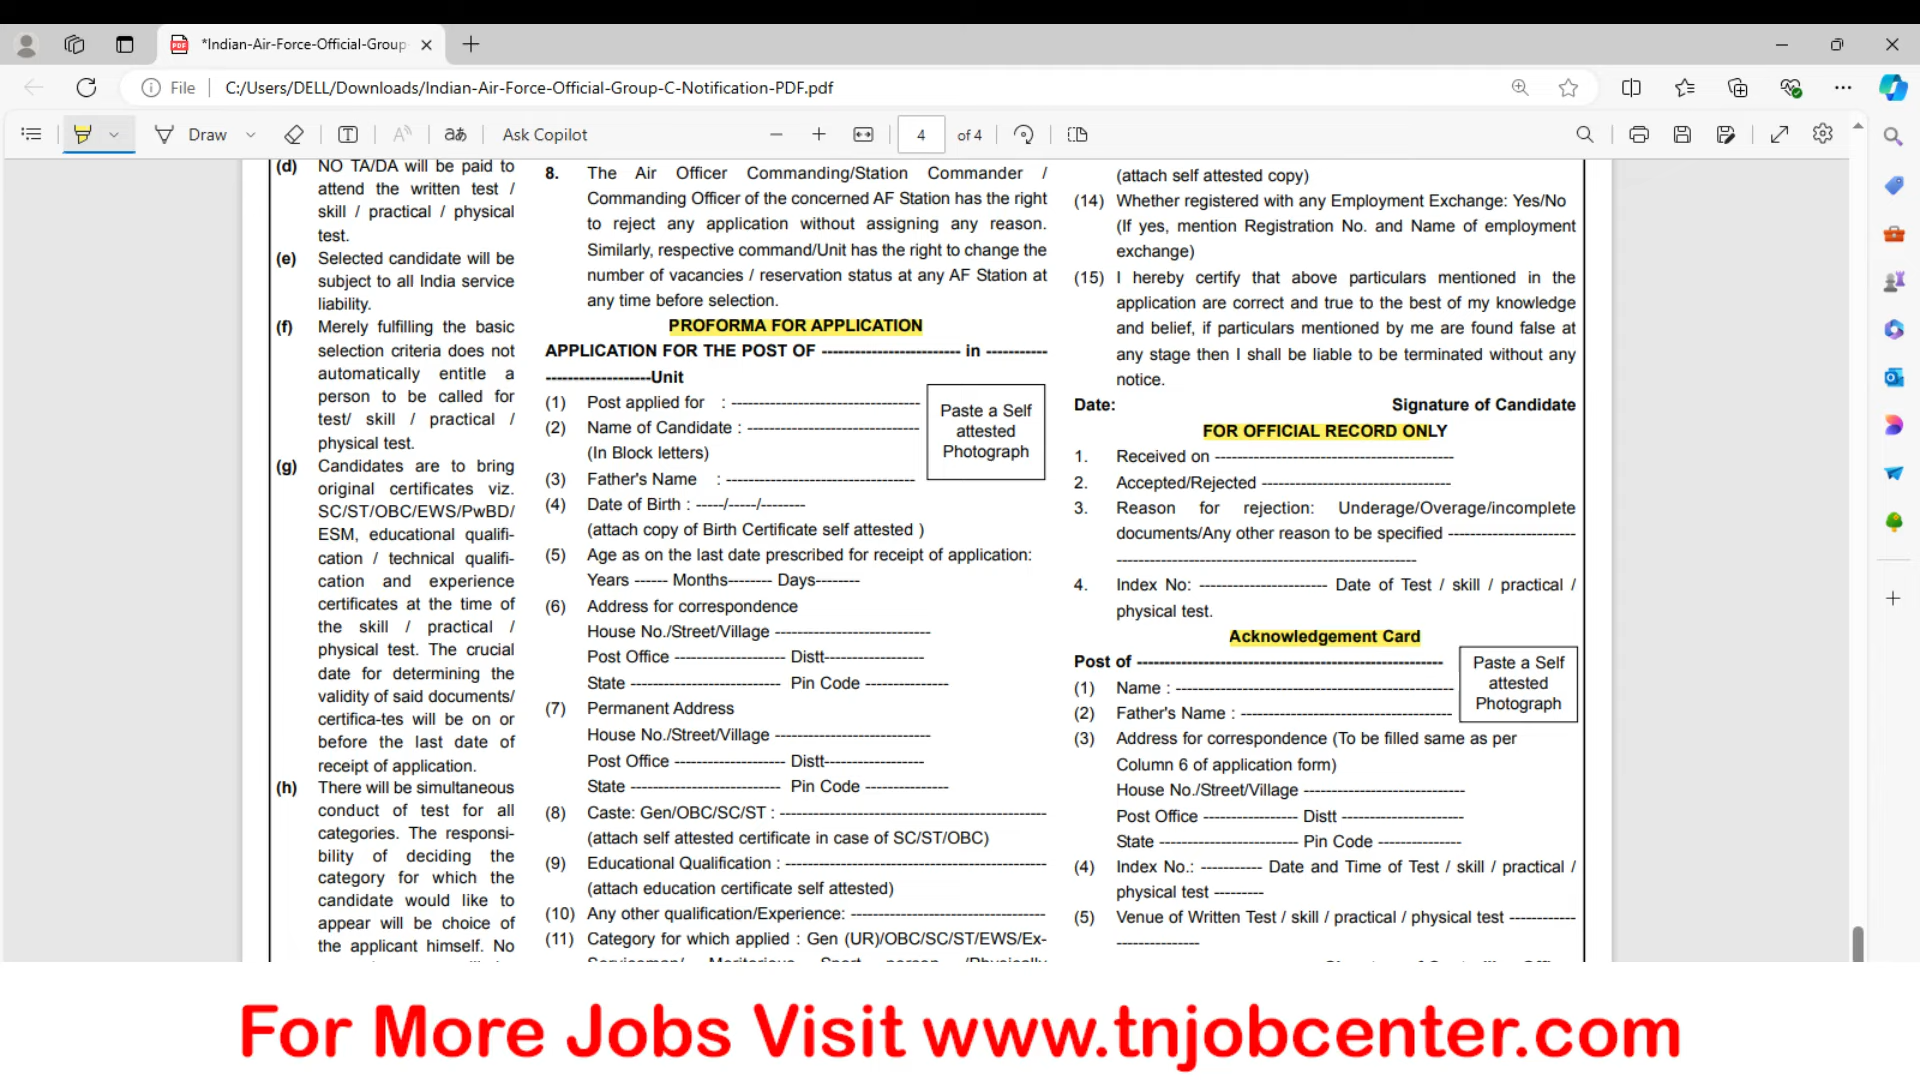 *Indian-Air-Force-Official-Group
File
C:/Users/DELL/Downloads/Indian-Air-Force-Official-Group-C-Notification-PDF.pdf
Draw
Ask Copilot
4
of 4
(d) NO TA/DA will be paid to
attend the written test /
skill / practical / physical
test.
(e) Selected candidate will be
subject to all India service
liability.
(f) Merely fulfilling the basic
selection criteria does not
automatically entitle a
person to be called for
test/ skill / practical /
physical test.
(g) Candidates are to bring
original certificates viz.
SC/ST/OBC/EWS/PwBD/
ESM, educational qualifi-
cation / technical qualifi-
cation and experience
certificates at the time of
the skill / practical /
physical test. The crucial
date for determining the
validity of said documents/
certifica-tes will be on or
before the last date of
receipt of application.
(h) There will be simultaneous
conduct of test for all
categories. The responsi-
bility of deciding the
category for which the
candidate would like to
appear will be choice of
the applicant himself. No
8. The Air Officer Commanding/Station Commander /
Commanding Officer of the concerned AF Station has the right
to reject any application without assigning any reason.
Similarly, respective command/Unit has the right to change the
number of vacancies / reservation status at any AF Station at
any time before selection.
PROFORMA FOR APPLICATION
APPLICATION FOR THE POST OF ------------------------- in -----------
-------------------Unit
(1) Post applied for : ----------------------------------
(2) Name of Candidate : -------------------------------
(In Block letters)
(3) Father's Name : ----------------------------------
(4) Date of Birth : -----/-----/--------
(attach copy of Birth Certificate self attested )
(5) Age as on the last date prescribed for receipt of application:
Years ------ Months-------- Days--------
(6) Address for correspondence
House No./Street/Village ----------------------------
Post Office -------------------- Distt------------------
State --------------------------- Pin Code ---------------
(7) Permanent Address
House No./Street/Village ----------------------------
Post Office -------------------- Distt------------------
State --------------------------- Pin Code ---------------
(8) Caste: Gen/OBC/SC/ST : ------------------------------------------------
(attach self attested certificate in case of SC/ST/OBC)
(9) Educational Qualification : -----------------------------------------------
(attach education certificate self attested)
(10) Any other qualification/Experience: -----------------------------------
(11) Category for which applied : Gen (UR)/OBC/SC/ST/EWS/Ex-
Serviceman/ Meritorious Sport person /Physically
Paste a Self
attested
Photograph
(attach self attested copy)
(14) Whether registered with any Employment Exchange: Yes/No
(If yes, mention Registration No. and Name of employment
exchange)
(15) I hereby certify that above particulars mentioned in the
application are correct and true to the best of my knowledge
and belief, if particulars mentioned by me are found false at
any stage then I shall be liable to be terminated without any
notice.
Date: Signature of Candidate
FOR OFFICIAL RECORD ONLY
1. Received on -------------------------------------------
2. Accepted/Rejected ----------------------------------
3. Reason for rejection: Underage/Overage/incomplete
documents/Any other reason to be specified -----------------------
------------------------------------------------------
4. Index No: ----------------------- Date of Test / skill / practical /
physical test.
Acknowledgement Card
Post of -------------------------------------------------------
(1) Name : --------------------------------------------------
(2) Father's Name : --------------------------------------
(3) Address for correspondence (To be filled same as per
Column 6 of application form)
House No./Street/Village -----------------------------
Post Office ----------------- Distt ----------------------
State ------------------------- Pin Code ---------------
(4) Index No.: ----------- Date and Time of Test / skill / practical /
physical test ---------
(5) Venue of Written Test / skill / practical / physical test ------------
---------------
Paste a Self
attested
Photograph
For More Jobs Visit www.tnjobcenter.com